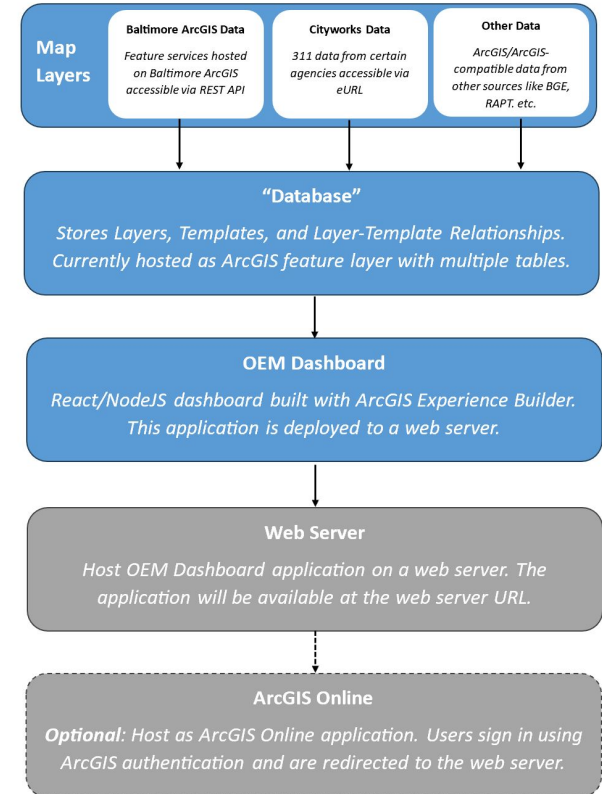 Map
Layers
Baltimore ArcGIS Data
Feature services hosted
on Baltimore ArcGIS
accessible via REST API
Cityworks Data
311 data from certain
agencies accessible via
eURL
Other Data
ArcGIS/ArcGIS-
compatible data from
other sources like BGE,
RAPT. etc.
“Database”
Stores Layers, Templates, and Layer-Template Relationships.
Currently hosted as ArcGIS feature layer with multiple tables.
OEM Dashboard
React/NodeJS dashboard built with ArcGIS Experience Builder.
This application is deployed to a web server.
Web Server
Host OEM Dashboard application on a web server. The
application will be available at the web server URL.
ArcGIS Online
Optional: Host as ArcGIS Online application. Users sign in using
ArcGIS authentication and are redirected to the web server.